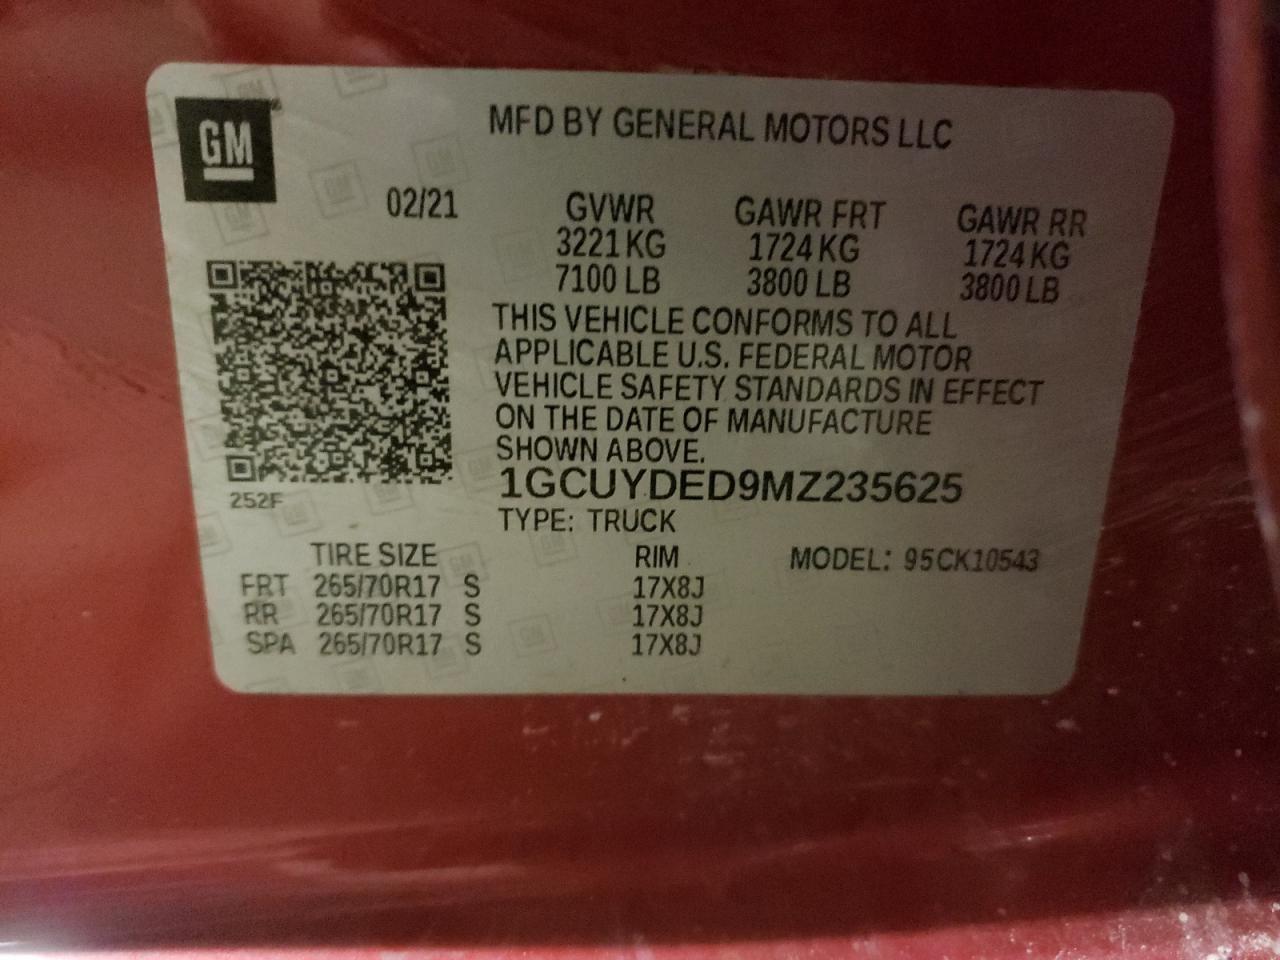 GM
MFD BY GENERAL MOTORS LLC
02/21
GVWR GAWR FRT GAWR RR
3221 KG 1724 KG 1724 KG
7100 LB 3800 LB 3800 LB
THIS VEHICLE CONFORMS TO ALL
APPLICABLE U.S. FEDERAL MOTOR
VEHICLE SAFETY STANDARDS IN EFFECT
ON THE DATE OF MANUFACTURE
SHOWN ABOVE.
1GCUYDED9MZ235625
252F
TYPE: TRUCK
TIRE SIZE RIM MODEL: 95CK10543
FRT 265/70R17 S 17X8J
RR 265/70R17 S 17X8J
SPA 265/70R17 S 17X8J